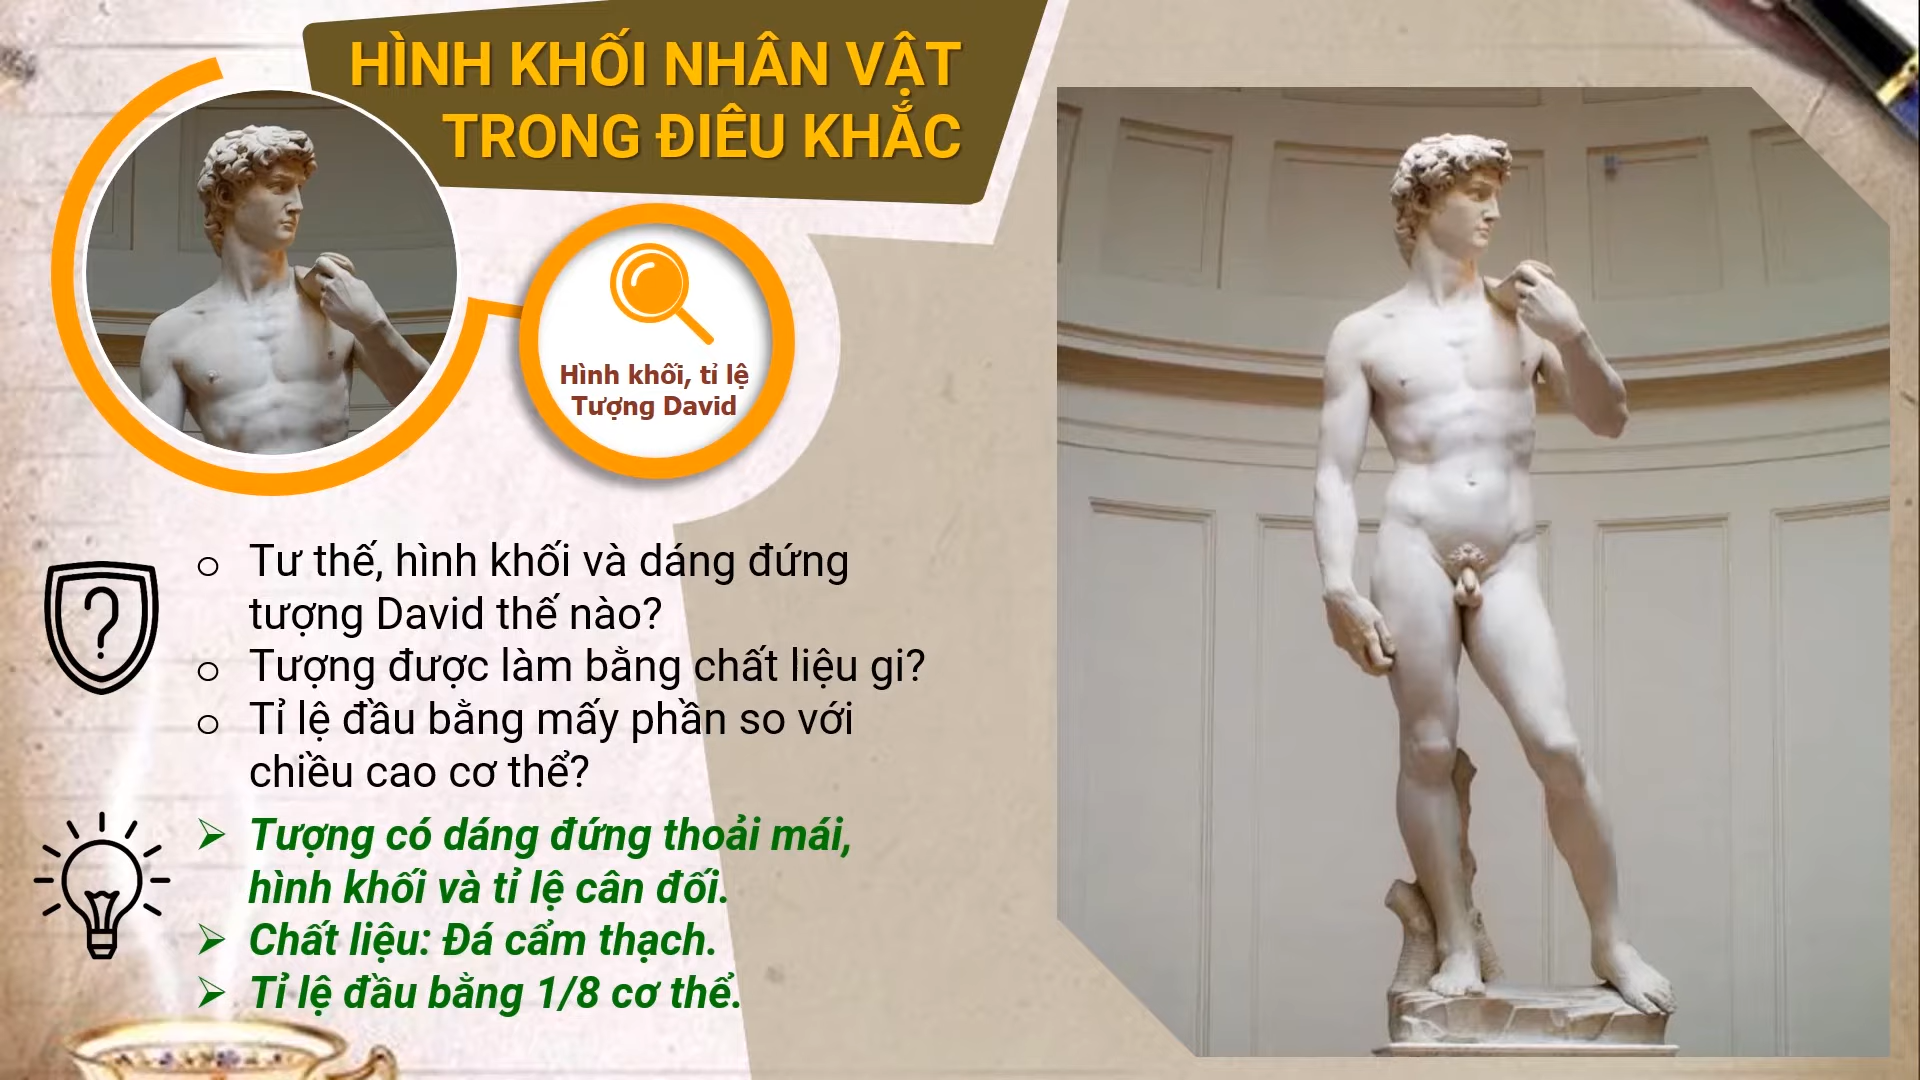 HÌNH KHỐI NHÂN VẬT
TRONG ĐIÊU KHẮC
Hình khối, tỉ lệ
Tượng David
Tư thế, hình khối và dáng đứng
tượng David thế nào?
Tượng được làm bằng chất liệu gi?
Tỉ lệ đầu bằng mấy phần so với
chiều cao cơ thể?
Tượng có dáng đứng thoải mái,
hình khối và tỉ lệ cân đối.
Chất liệu: Đá cẩm thạch.
Tỉ lệ đầu bằng 1/8 cơ thể.